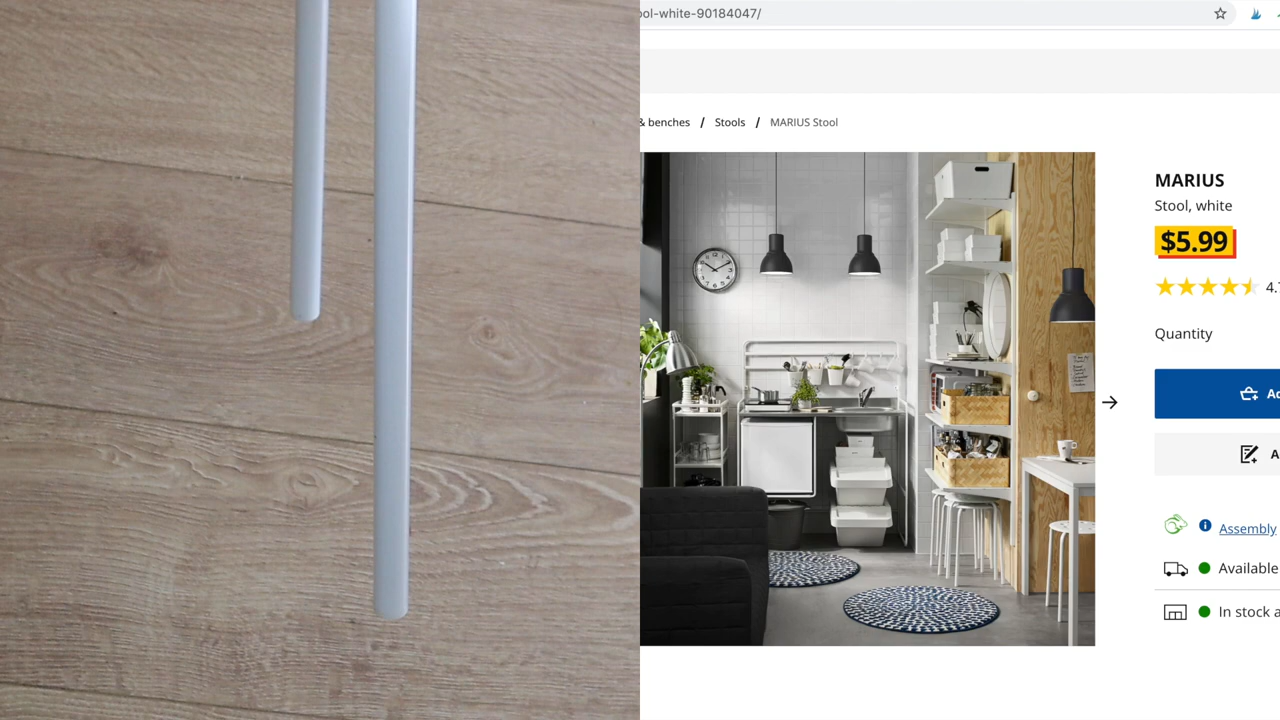 ol-white-90184047/
& benches / Stools / MARIUS Stool
MARIUS
Stool, white
$5.99
4.
Quantity
Assembly
Available
In stock